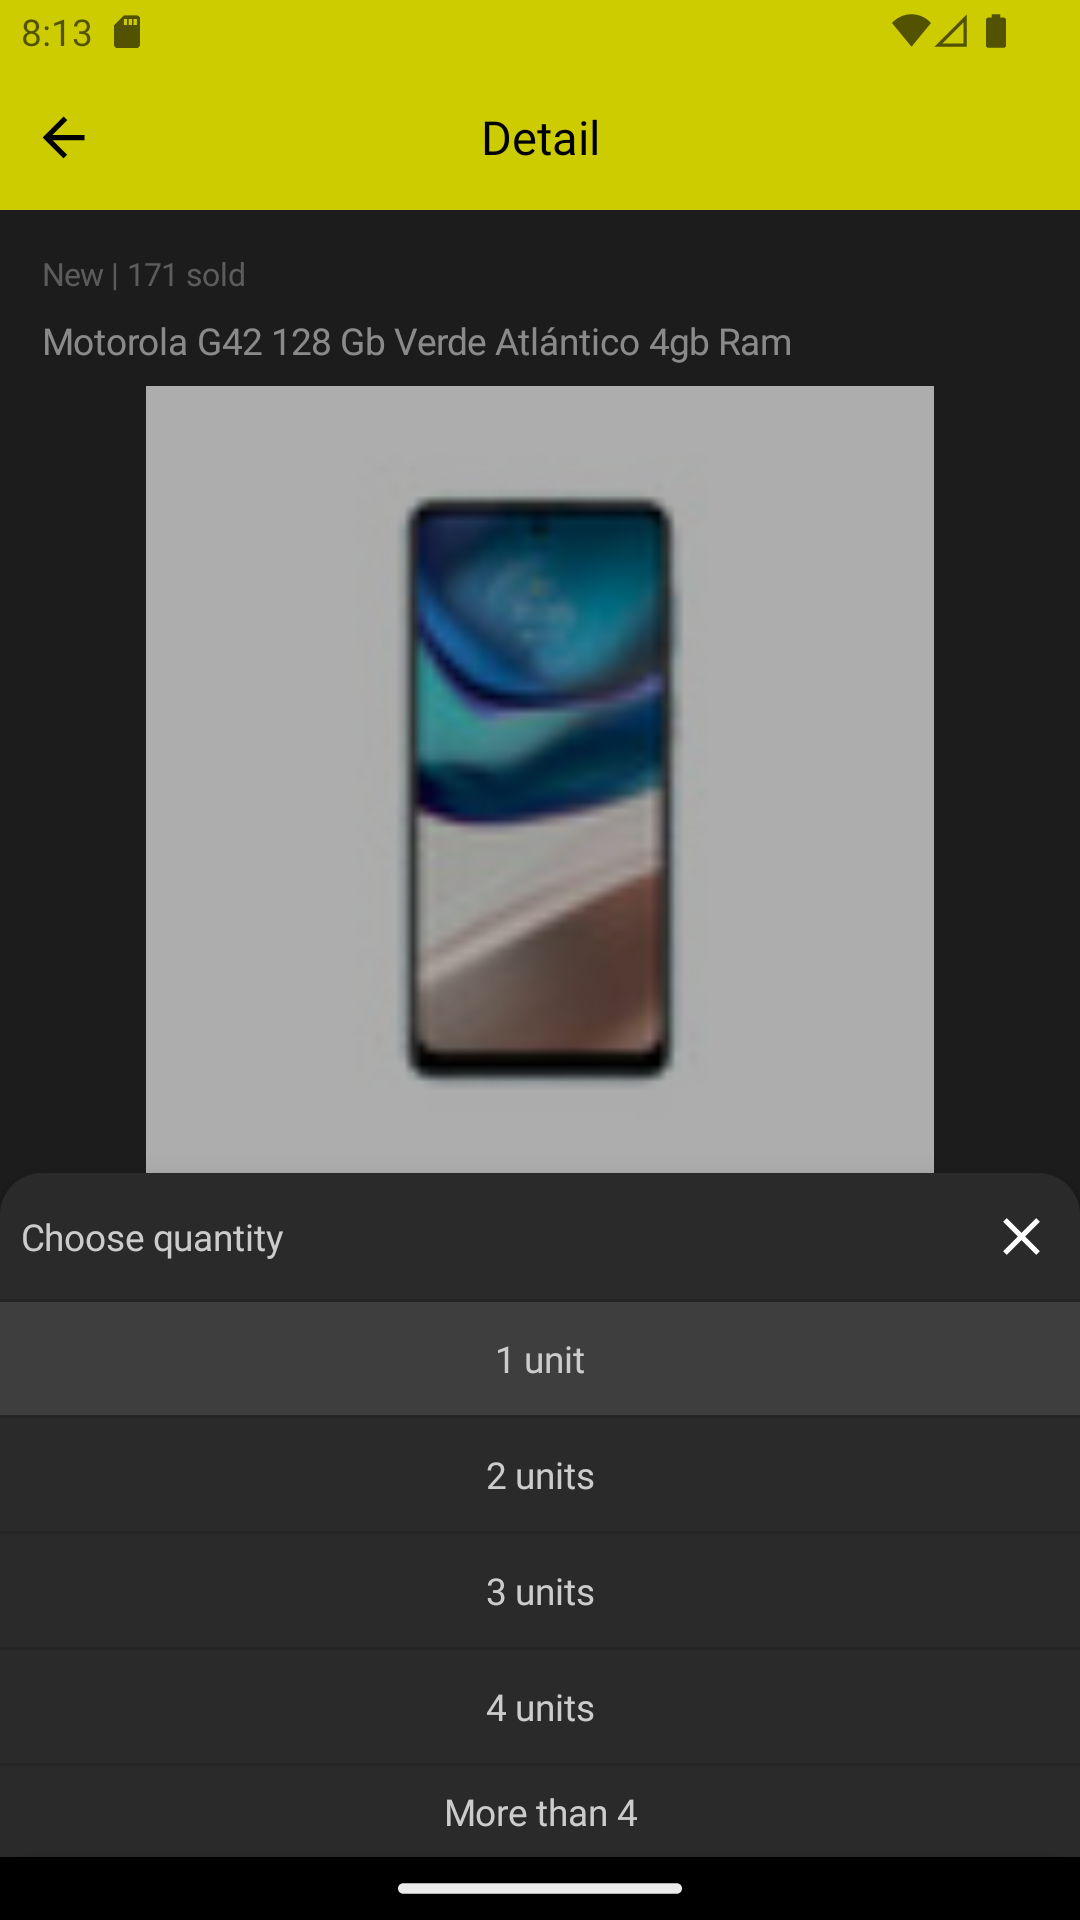 8:13
Detail
New | 171 sold
Motorola G42 128 Gb Verde Atlántico 4gb Ram
Choose quantity
1 unit
2 units
3 units
4 units
More than 4